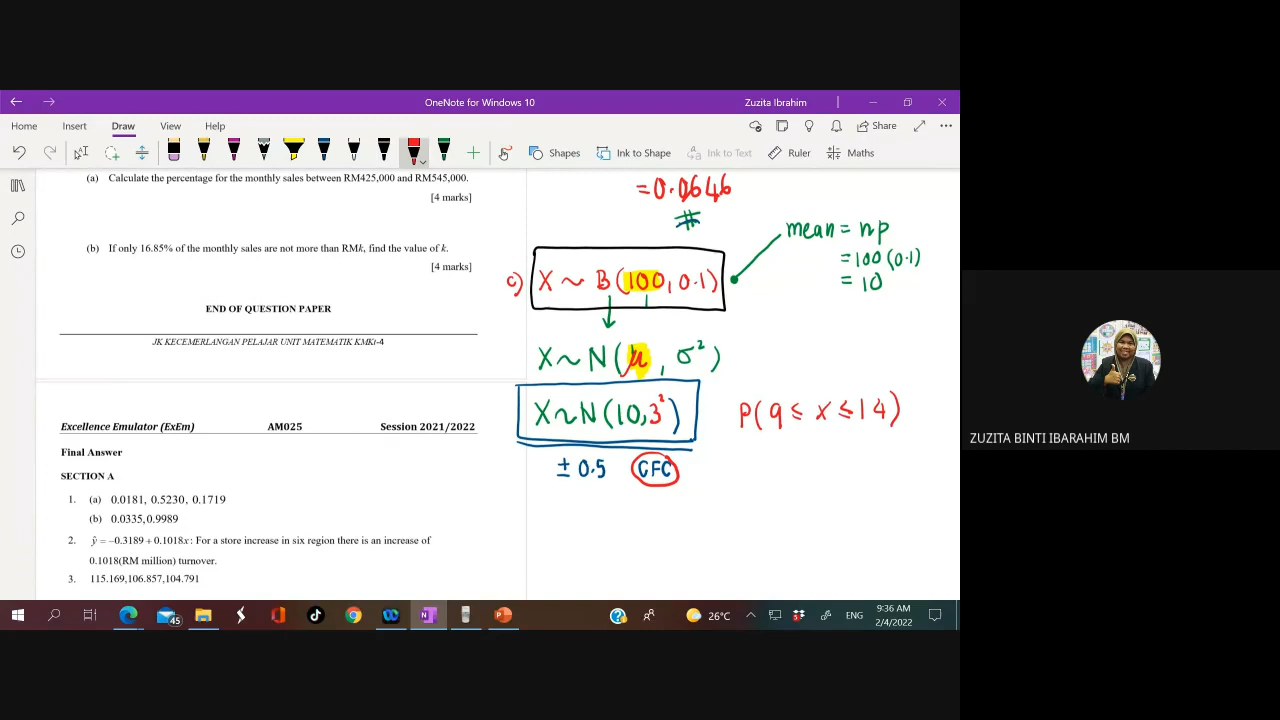 OneNote for Windows 10
Zuzita Ibrahim
Home Insert Draw View Help
Share
Shapes
Ink to Shape
Ink to Text
Ruler
Maths
(a) Calculate the percentage for the monthly sales between RM425,000 and RM545,000.
[4 marks]
(b) If only 16.85% of the monthly sales are not more than RMk, find the value of k.
[4 marks]
END OF QUESTION PAPER
JK KECEMERLANGAN PELAJAR UNIT MATEMATIK KMKt-4
Excellence Emulator (ExEm) AM025 Session 2021/2022
Final Answer
SECTION A
1. (a) 0.0181, 0.5230, 0.1719
(b) 0.0335,0.9989
2. ŷ = −0.3189 + 0.1018x: For a store increase in six region there is an increase of
0.1018(RM million) turnover.
3. 115.169,106.857,104.791
= 0.0646
#
c) X ~ B(100, 0.1)
mean = np
= 100(0.1)
= 10
X ~ N(μ, σ²)
X ~ N(10, 3²)
P(9 ≤ x ≤ 14)
± 0.5 CFC
ZUZITA BINTI IBARAHIM BM
45
26°C
ENG
9:36 AM
2/4/2022